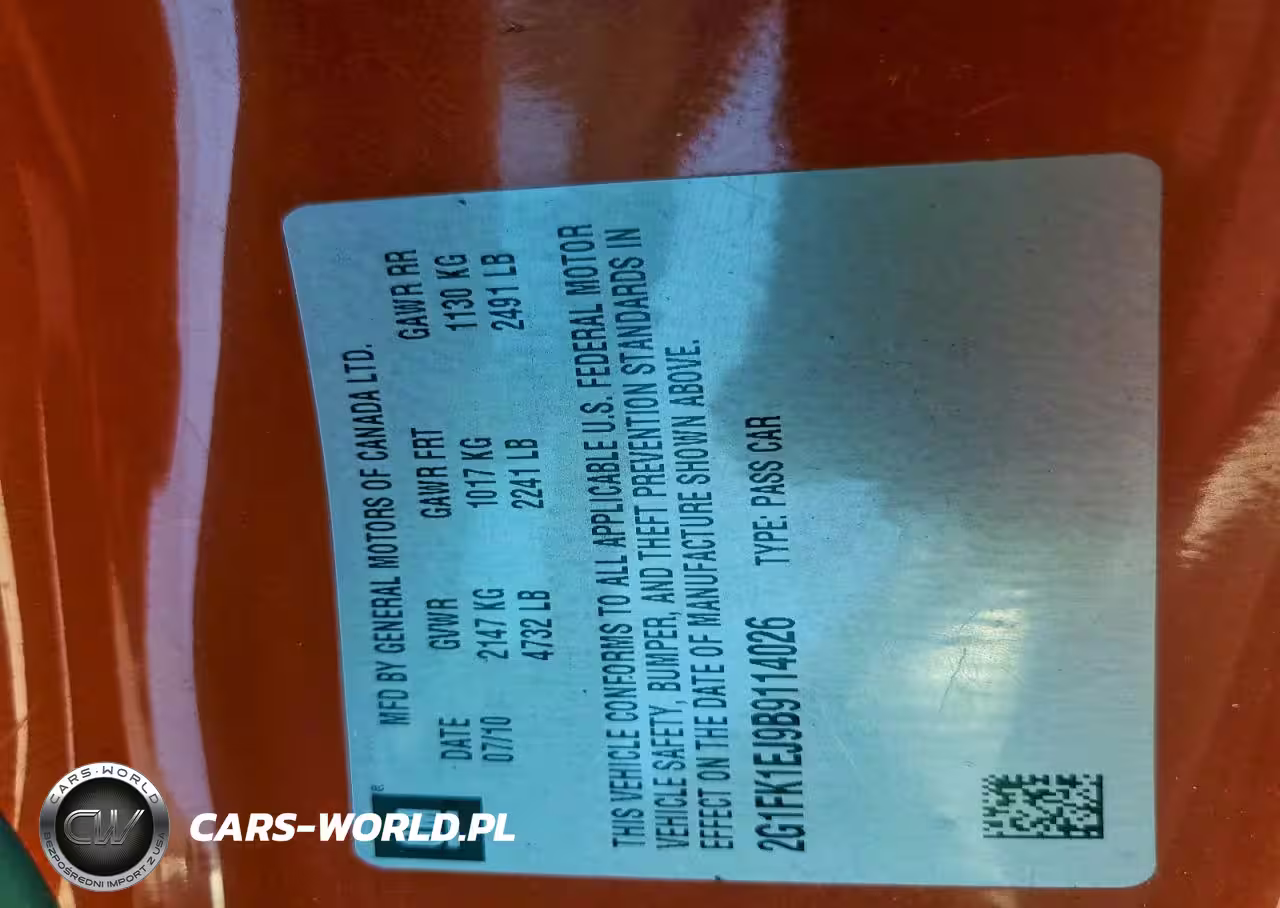 MFD BY GENERAL MOTORS OF CANADA LTD.
DATE GVWR GAWR FRT GAWR RR
07/10 2147 KG 1017 KG 1130 KG
4732 LB 2241 LB 2491 LB
THIS VEHICLE CONFORMS TO ALL APPLICABLE U.S. FEDERAL MOTOR
VEHICLE SAFETY, BUMPER, AND THEFT PREVENTION STANDARDS IN
EFFECT ON THE DATE OF MANUFACTURE SHOWN ABOVE.
2G1FK1EJ9B9114026 TYPE: PASS CAR
CARS-WORLD
CW
BEZPOŚREDNI IMPORT Z USA
CARS-WORLD.PL